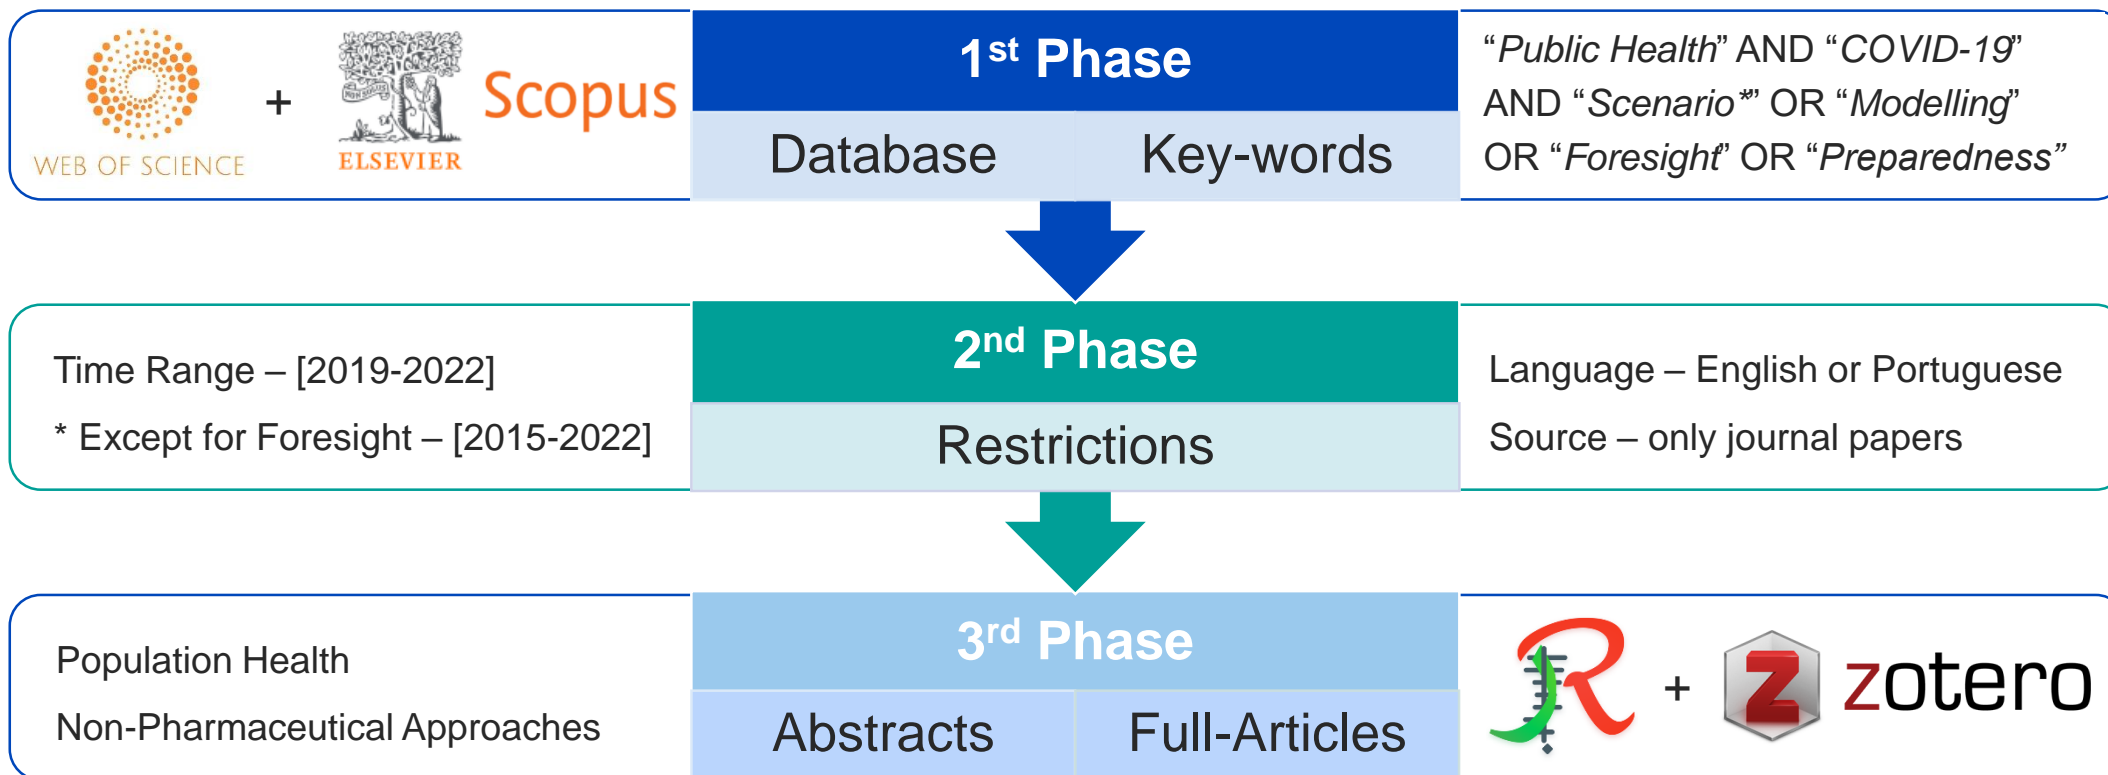 WEB OF SCIENCE
+
NON SOLUS
ELSEVIER
Scopus
1st Phase
Database
Key-words
“Public Health” AND “COVID-19”
AND “Scenario*” OR “Modelling”
OR “Foresight” OR “Preparedness”
Time Range – [2019-2022]
* Except for Foresight – [2015-2022]
2nd Phase
Restrictions
Language – English or Portuguese
Source – only journal papers
Population Health
Non-Pharmaceutical Approaches
3rd Phase
Abstracts
Full-Articles
R
+
Z
zotero